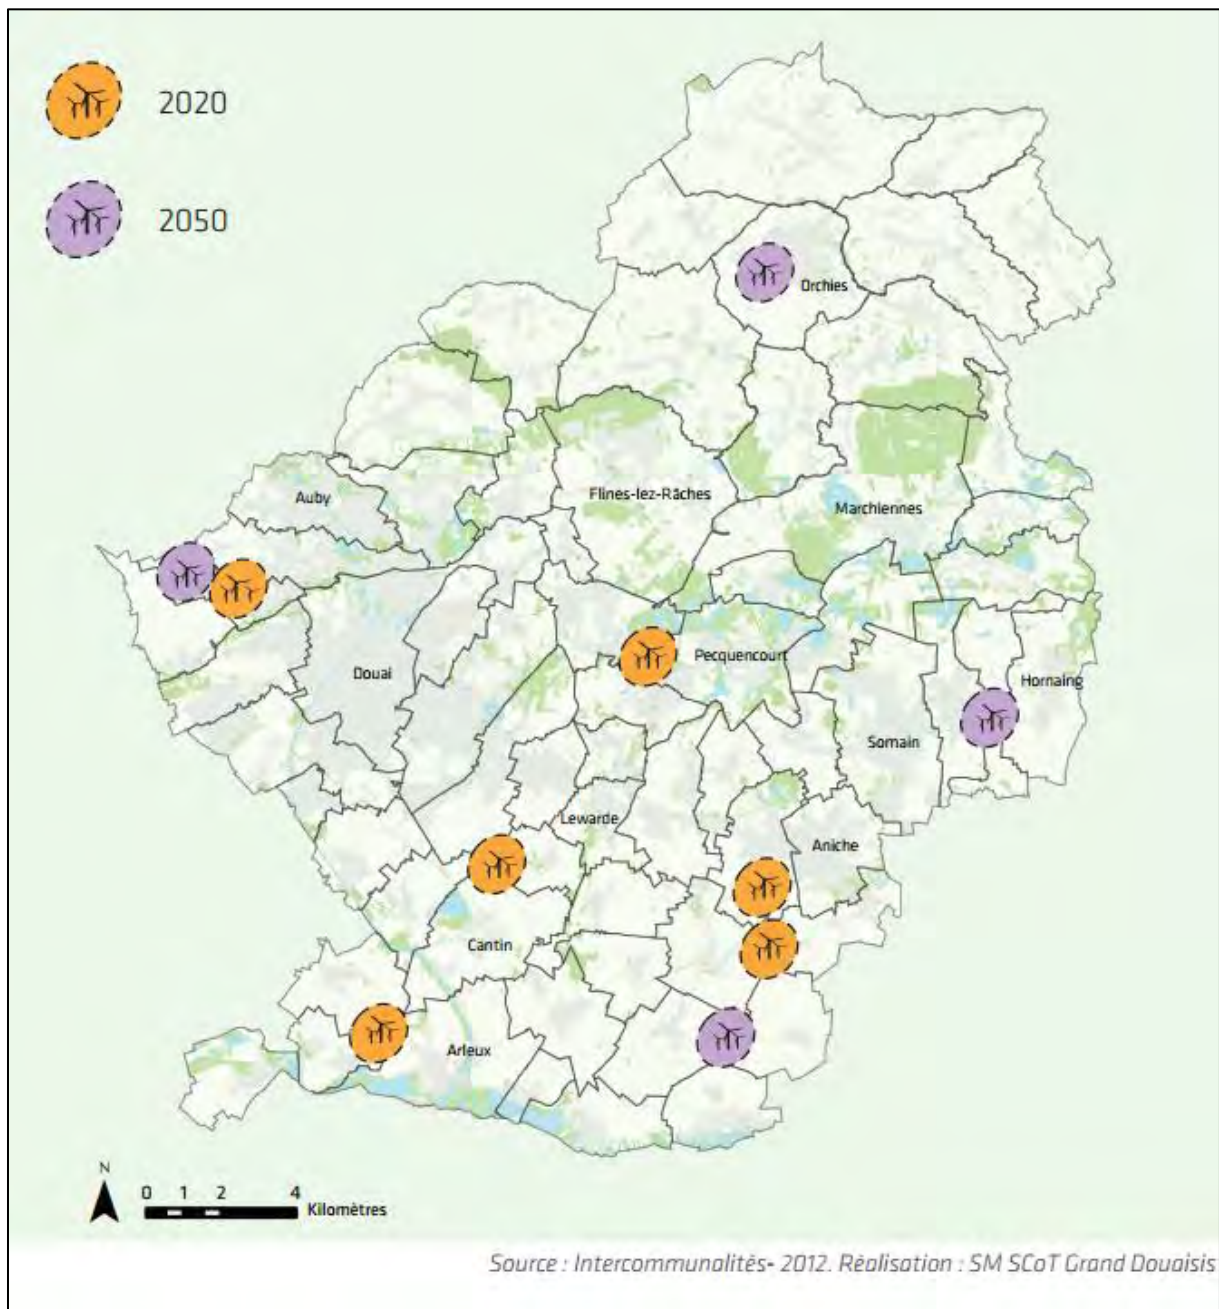 2020
2050
Orchies
Auby
Flines-lez-Râches
Marchiennes
Douai
Pecquencourt
Hornaing
Somain
Lewarde
Aniche
Cantin
Arleux
N
0 1 2 4
Kilomètres
Source : Intercommunalités- 2012. Réalisation : SM SCoT Grand Douaisis